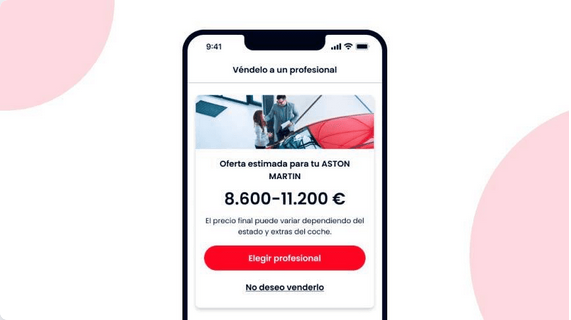 9:41
Véndelo a un profesional
Oferta estimada para tu ASTON
MARTIN
8.600-11.200 €
El precio final puede variar dependiendo del
estado y extras del coche.
Elegir profesional
No deseo venderlo